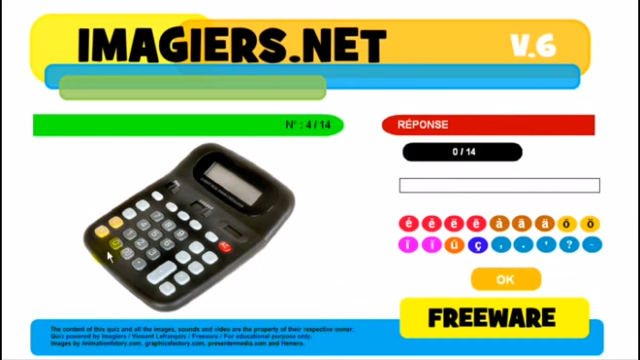 IMAGIERS.NET
V.6
N° : 4 / 14
RÉPONSE
0 / 14
OK
FREEWARE
The content of this quiz and all the images, sounds and video are the property of their respective owner.
Quiz powered by Imagiers / Vincent Lefrançois / Freeware / For educational purpose only.
Images by Animationfatory.com, graphicsfactory.com, presentermedia.com and Hemera.